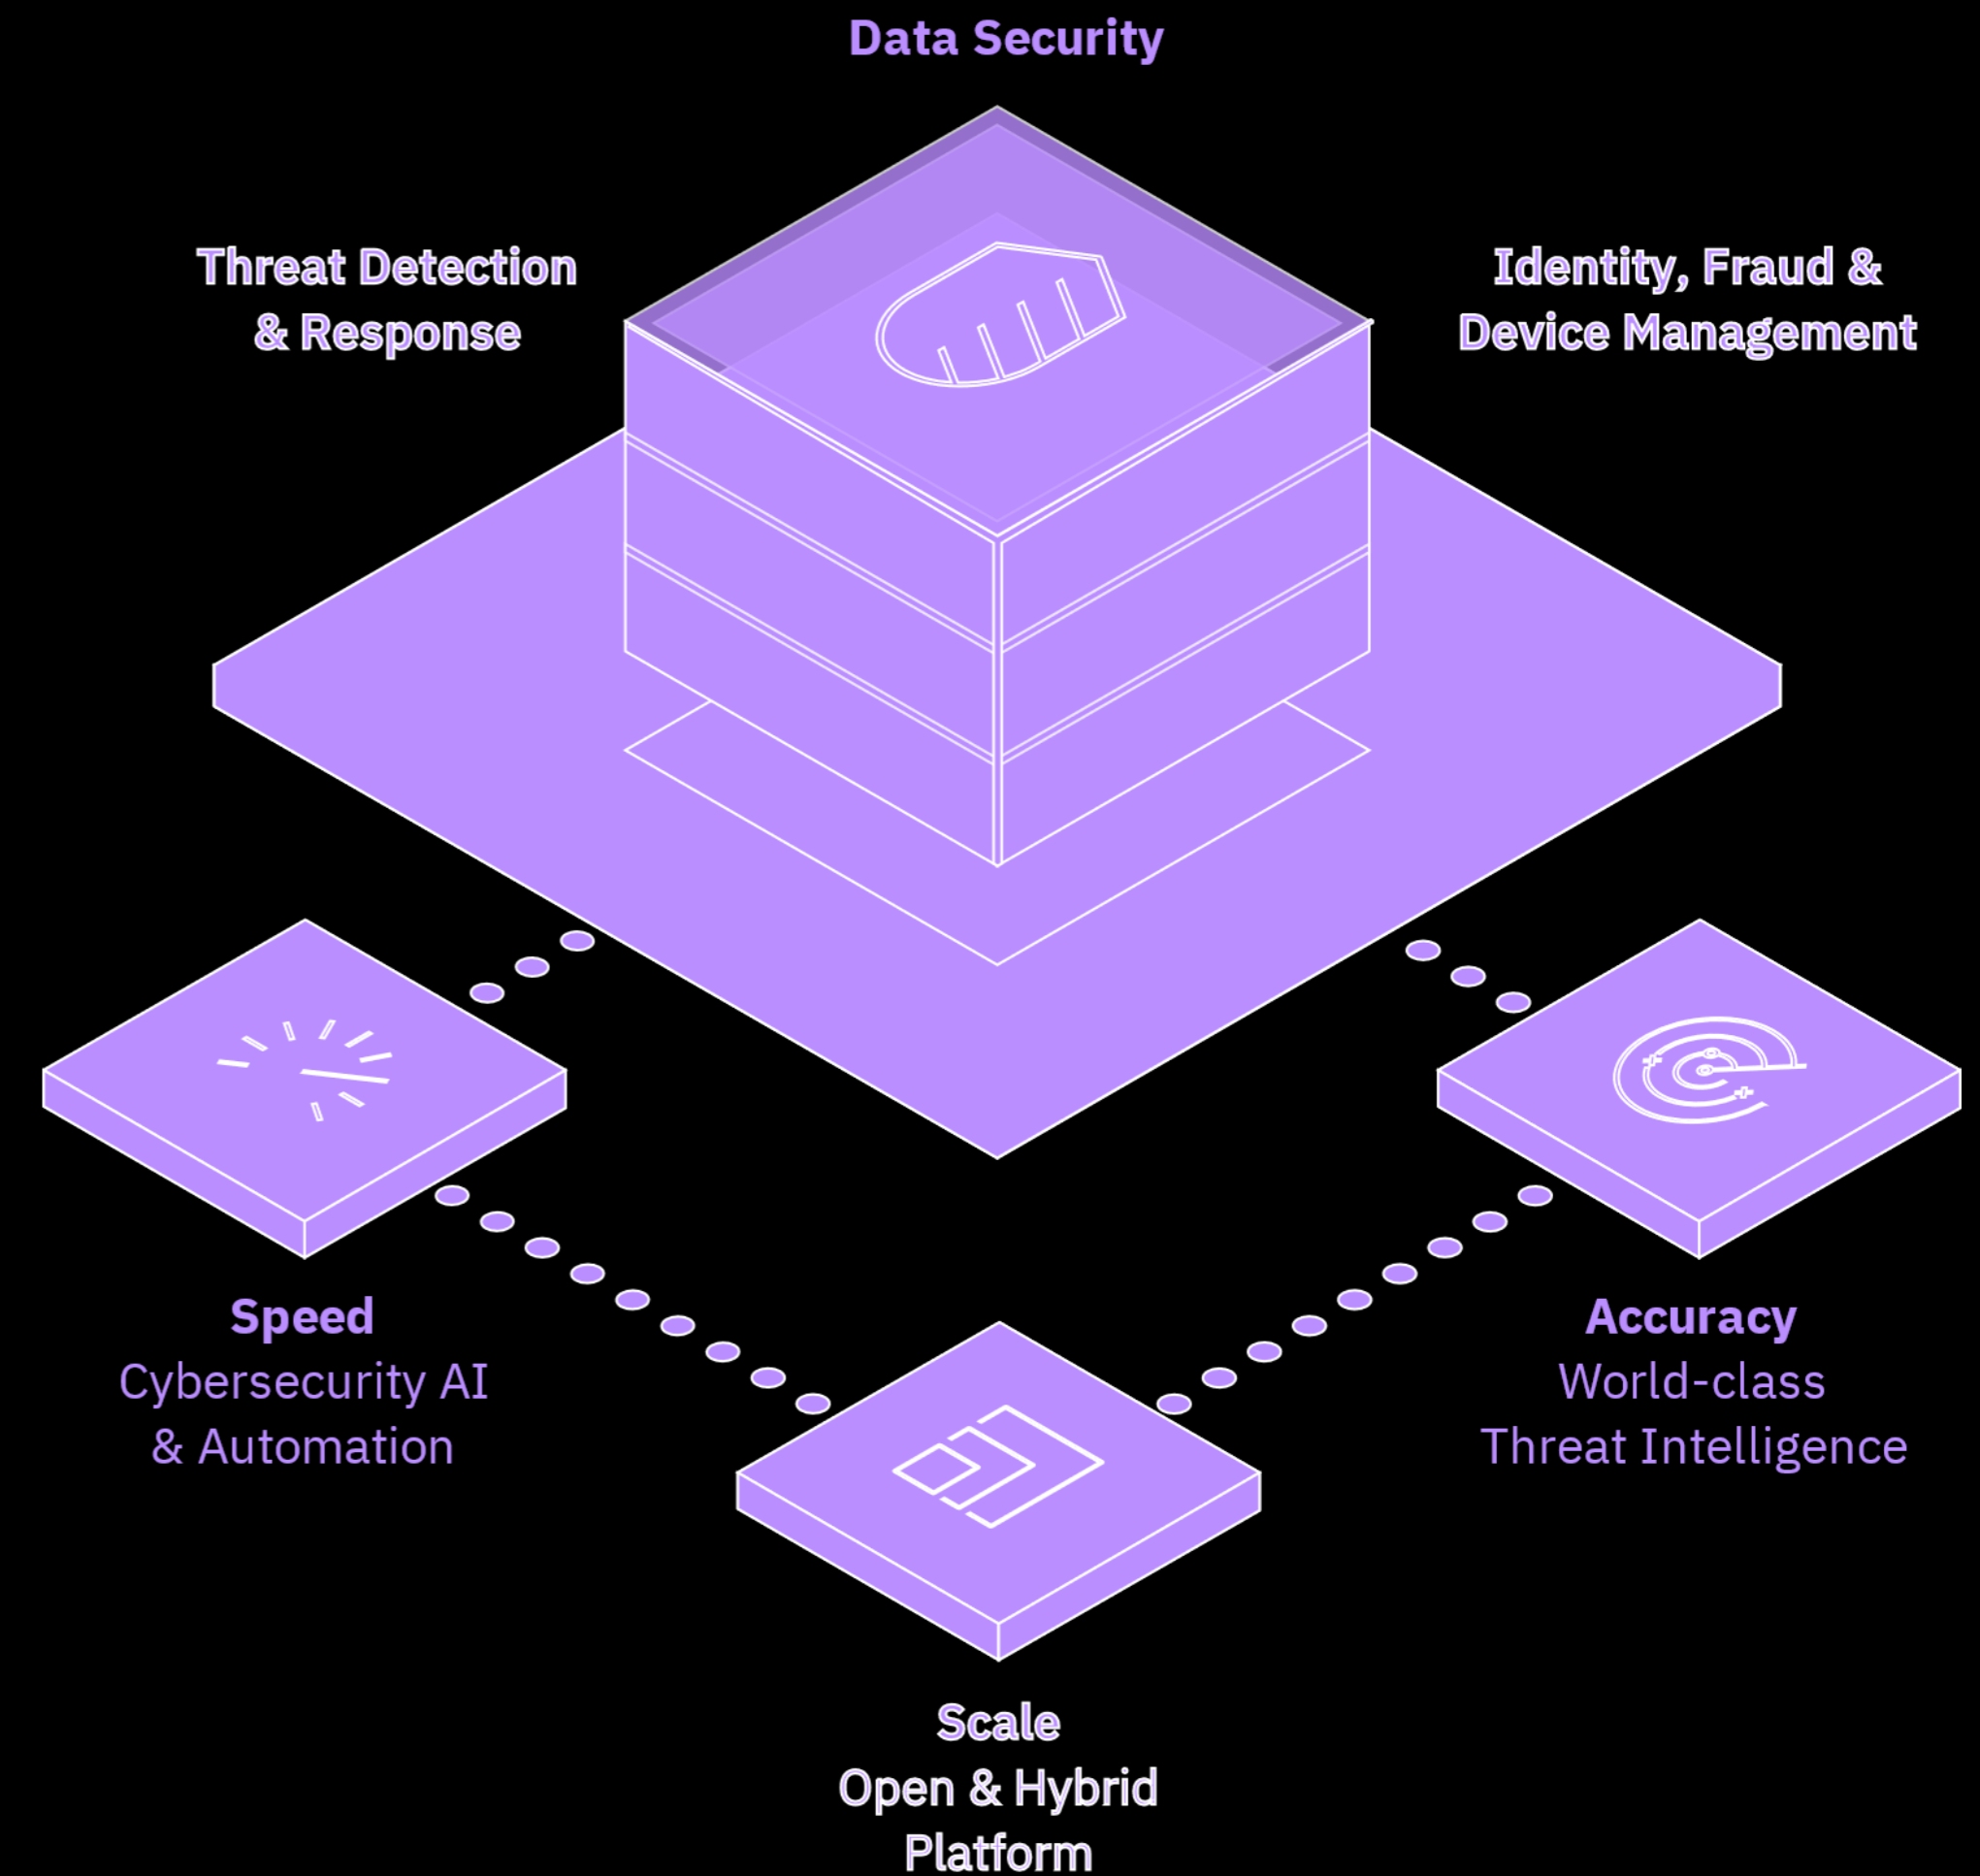 Data Security
Threat Detection
& Response
Identity, Fraud &
Device Management
Speed
Cybersecurity AI
& Automation
Accuracy
World-class
Threat Intelligence
Scale
Open & Hybrid
Platform